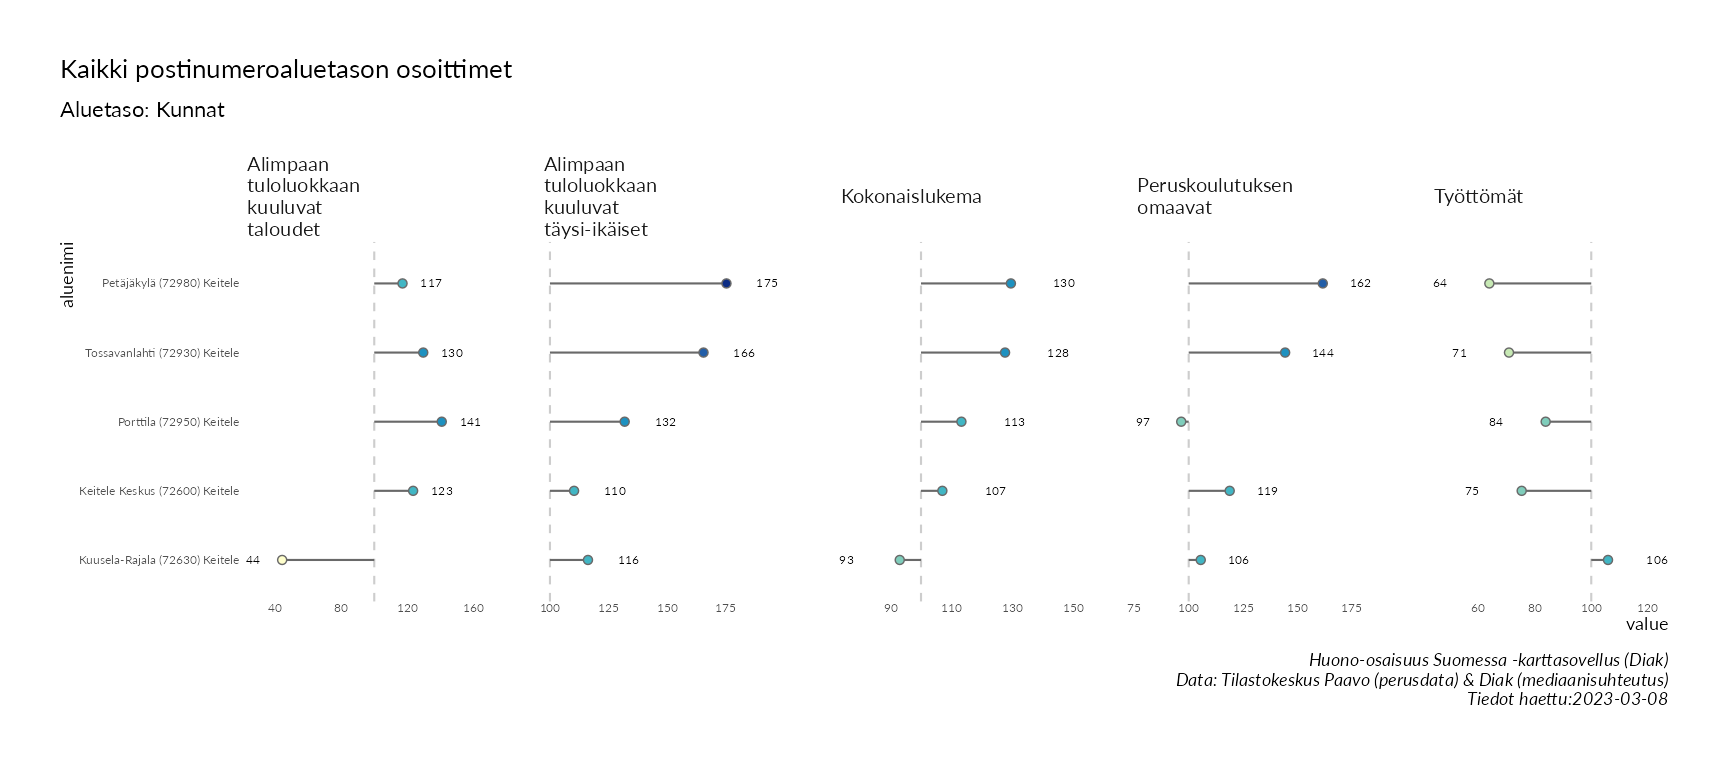 Kaikki postinumeroaluetason osoittimet
Aluetaso: Kunnat
Alimpaan
tuloluokkaan
kuuluvat
taloudet
Alimpaan
tuloluokkaan
kuuluvat
täysi-ikäiset
Kokonaislukema
Peruskoulutuksen
omaavat
Työttömät
aluenimi
Petäjäkylä (72980) Keitele 117 175 130 162 64
Tossavanlahti (72930) Keitele 130 166 128 144 71
Porttila (72950) Keitele 141 132 113 97 84
Keitele Keskus (72600) Keitele 123 110 107 119 75
Kuusela-Rajala (72630) Keitele 44 116 93 106 106
40 80 120 160 100 125 150 175 90 110 130 150 75 100 125 150 175 60 80 100 120
value
Huono-osaisuus Suomessa -karttasovellus (Diak)
Data: Tilastokeskus Paavo (perusdata) & Diak (mediaanisuhteutus)
Tiedot haettu:2023-03-08